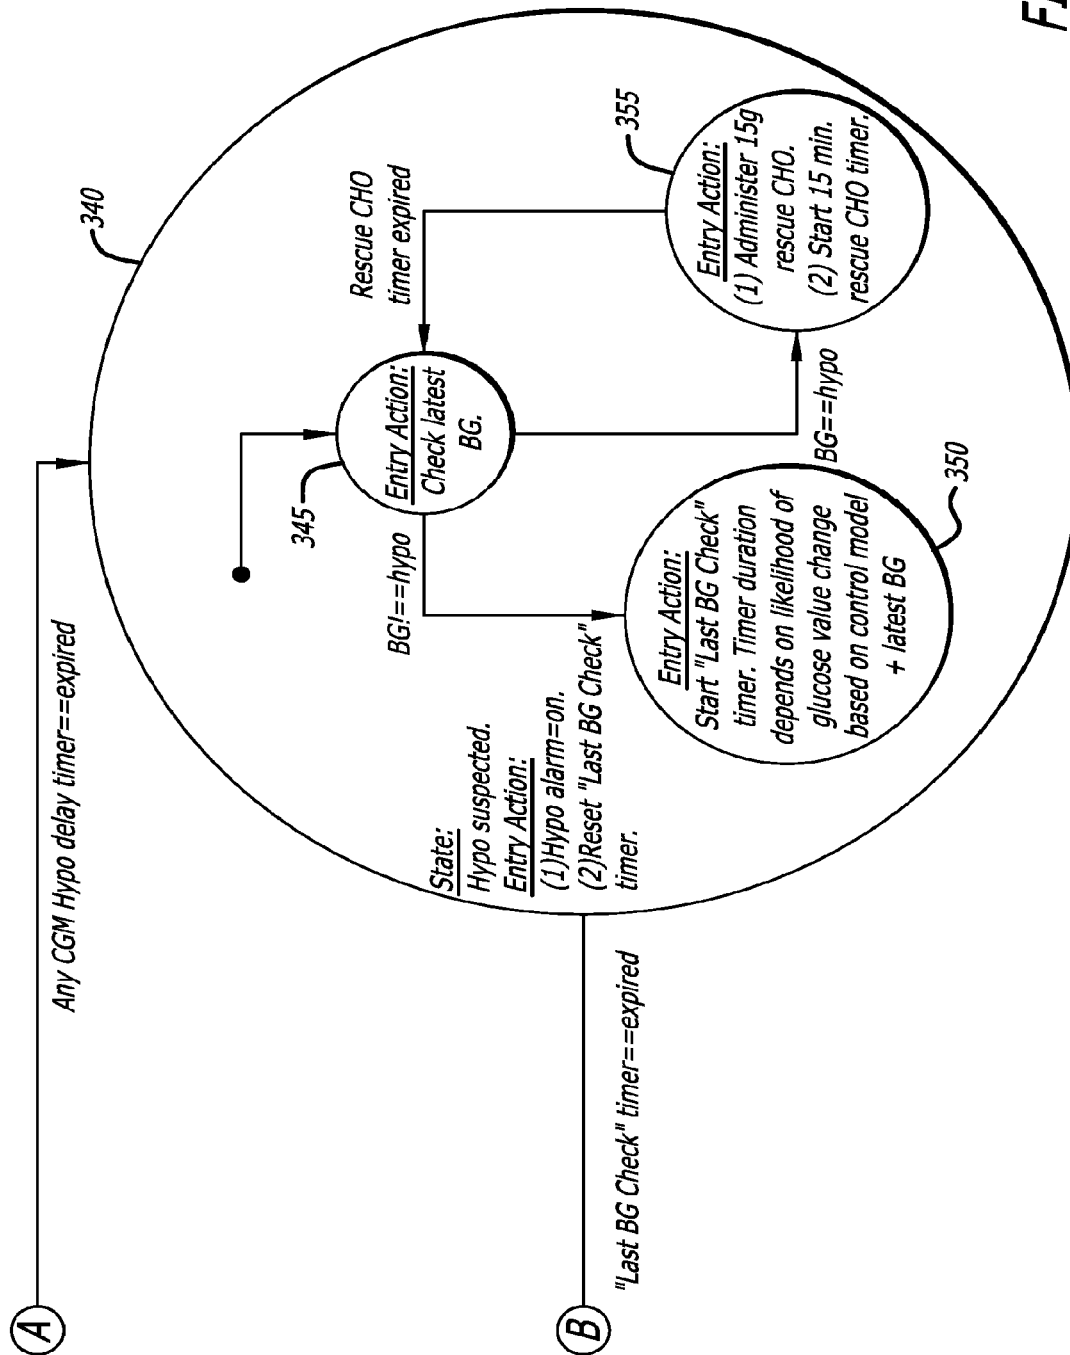 FI
A
Any CGM Hypo delay timer==expired
340
Rescue CHO
timer expired
345
Entry Action:
Check latest
BG.
355
Entry Action:
(1) Administer 15g
rescue CHO.
(2) Start 15 min.
rescue CHO timer.
BG!==hypo
BG==hypo
State:
Hypo suspected.
Entry Action:
(1)Hypo alarm=on.
(2)Reset "Last BG Check"
timer.
Entry Action:
Start "Last BG Check"
timer. Timer duration
depends on likelihood of
glucose value change
based on control model
+ latest BG
350
B
"Last BG Check" timer==expired